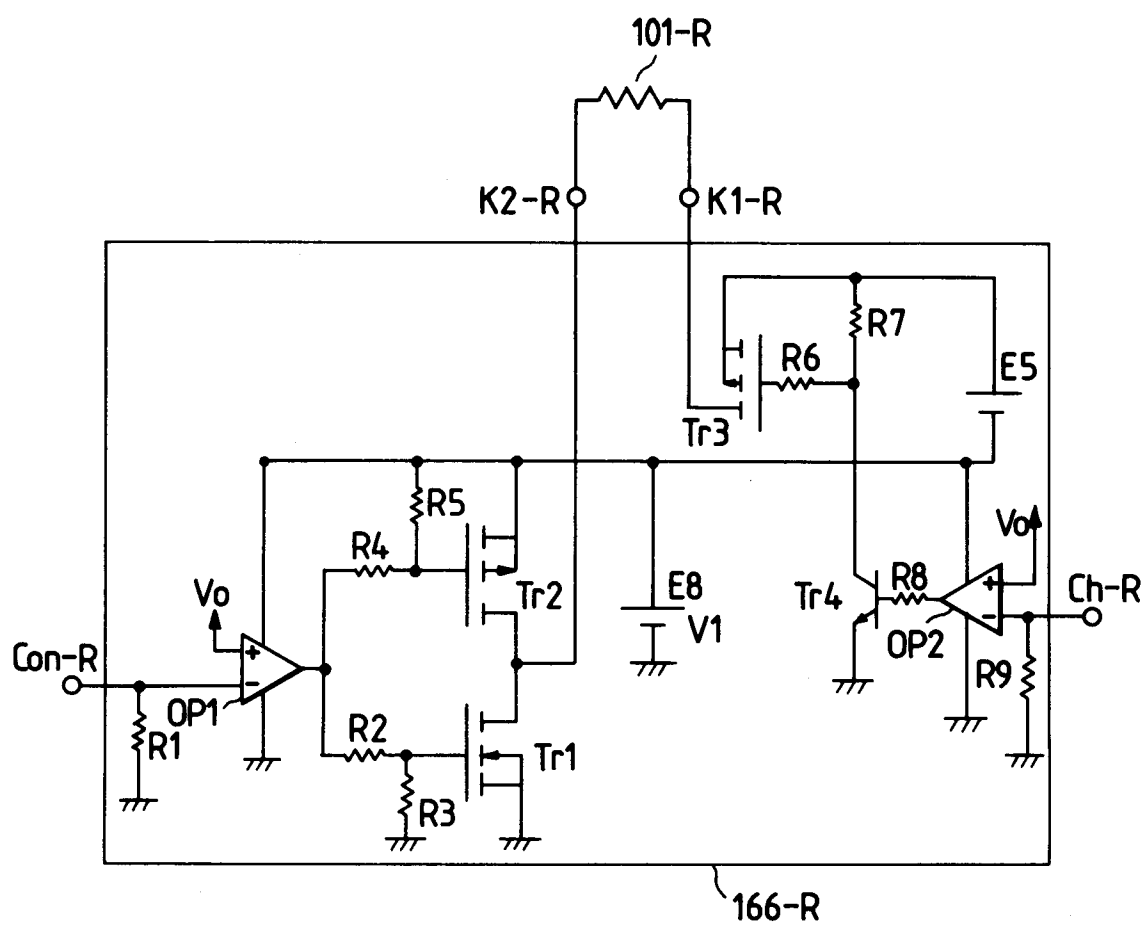 101-R
K2-R
K1-R
R7
R6
E5
Tr3
R5
R4
Vo
Tr2
E8
V1
Tr4
R8
Vo
Ch-R
OP2
R9
Con-R
OP1
R1
R2
Tr1
R3
166-R